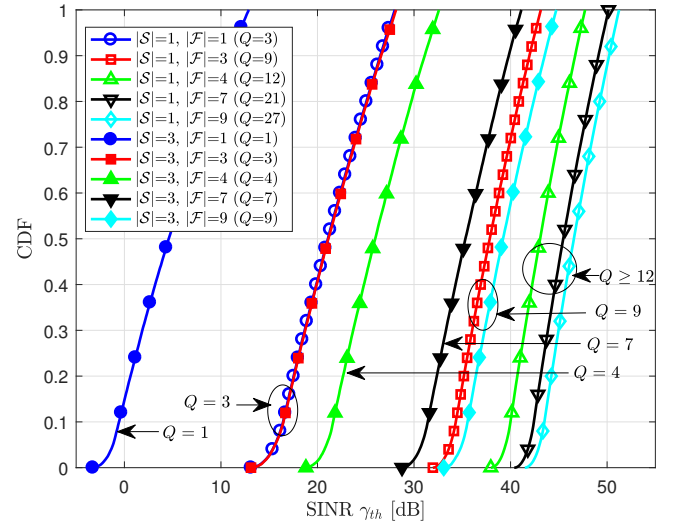 1
0.9
0.8
0.7
0.6
0.5
0.4
0.3
0.2
0.1
0
CDF
|𝒮|=1, |ℱ|=1 (Q=3)
|𝒮|=1, |ℱ|=3 (Q=9)
|𝒮|=1, |ℱ|=4 (Q=12)
|𝒮|=1, |ℱ|=7 (Q=21)
|𝒮|=1, |ℱ|=9 (Q=27)
|𝒮|=3, |ℱ|=1 (Q=1)
|𝒮|=3, |ℱ|=3 (Q=3)
|𝒮|=3, |ℱ|=4 (Q=4)
|𝒮|=3, |ℱ|=7 (Q=7)
|𝒮|=3, |ℱ|=9 (Q=9)
Q ≥ 12
Q = 9
Q = 7
Q = 4
Q = 3
Q = 1
0 10 20 30 40 50
SINR γ_th [dB]